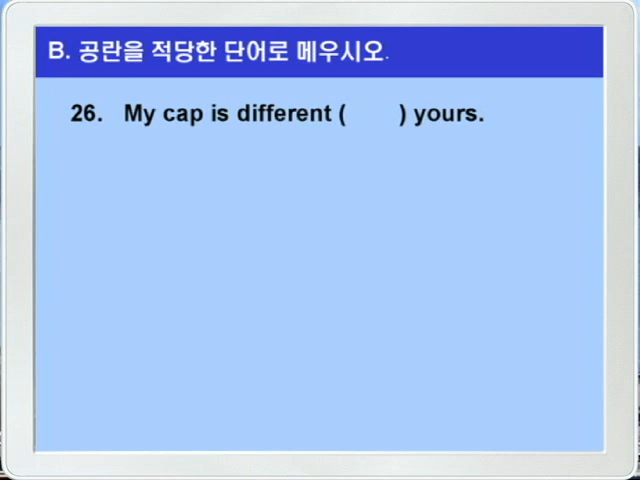 B. 공란을 적당한 단어로 메우시오.
26. My cap is different (      ) yours.